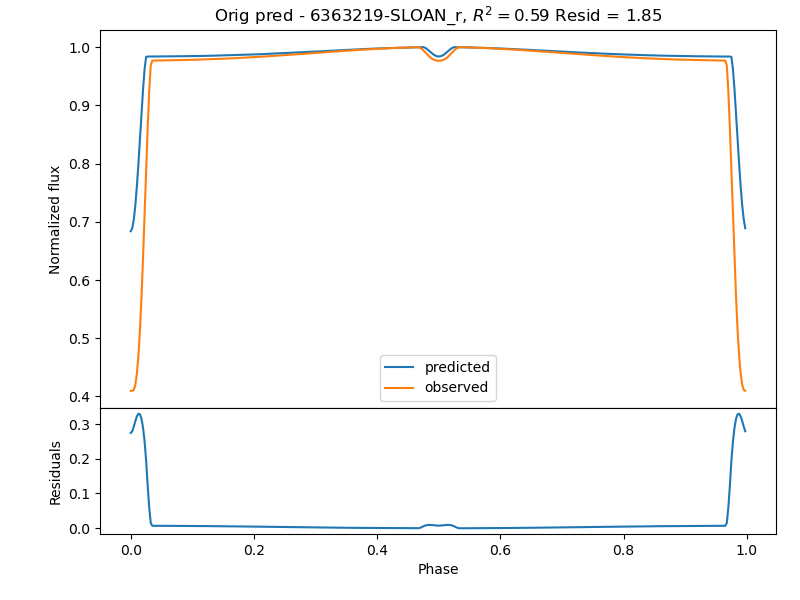 Orig pred - 6363219-SLOAN_r, R² = 0.59 Resid = 1.85
1.0
0.9
0.8
0.7
0.6
0.5
0.4
Normalized flux
predicted
observed
0.3
0.2
0.1
0.0
Residuals
0.0 0.2 0.4 0.6 0.8 1.0
Phase